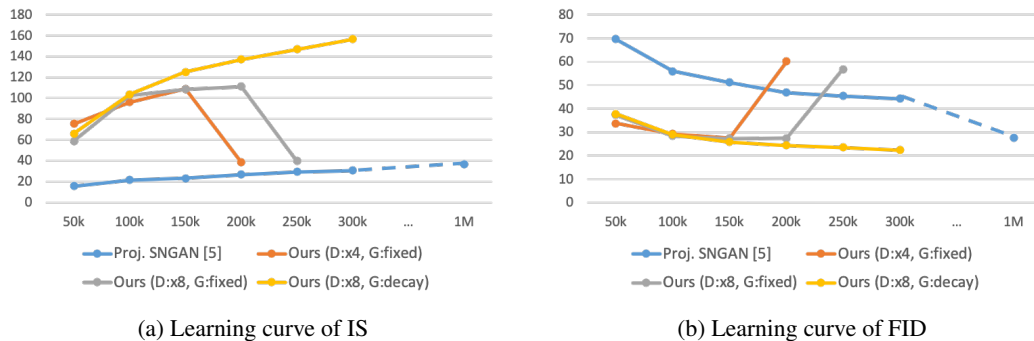 180
160
140
120
100
80
60
40
20
0
50k 100k 150k 200k 250k 300k ... 1M
Proj. SNGAN [5] Ours (D:x4, G:fixed)
Ours (D:x8, G:fixed) Ours (D:x8, G:decay)
(a) Learning curve of IS
80
70
60
50
40
30
20
10
0
50k 100k 150k 200k 250k 300k ... 1M
Proj. SNGAN [5] Ours (D:x4, G:fixed)
Ours (D:x8, G:fixed) Ours (D:x8, G:decay)
(b) Learning curve of FID